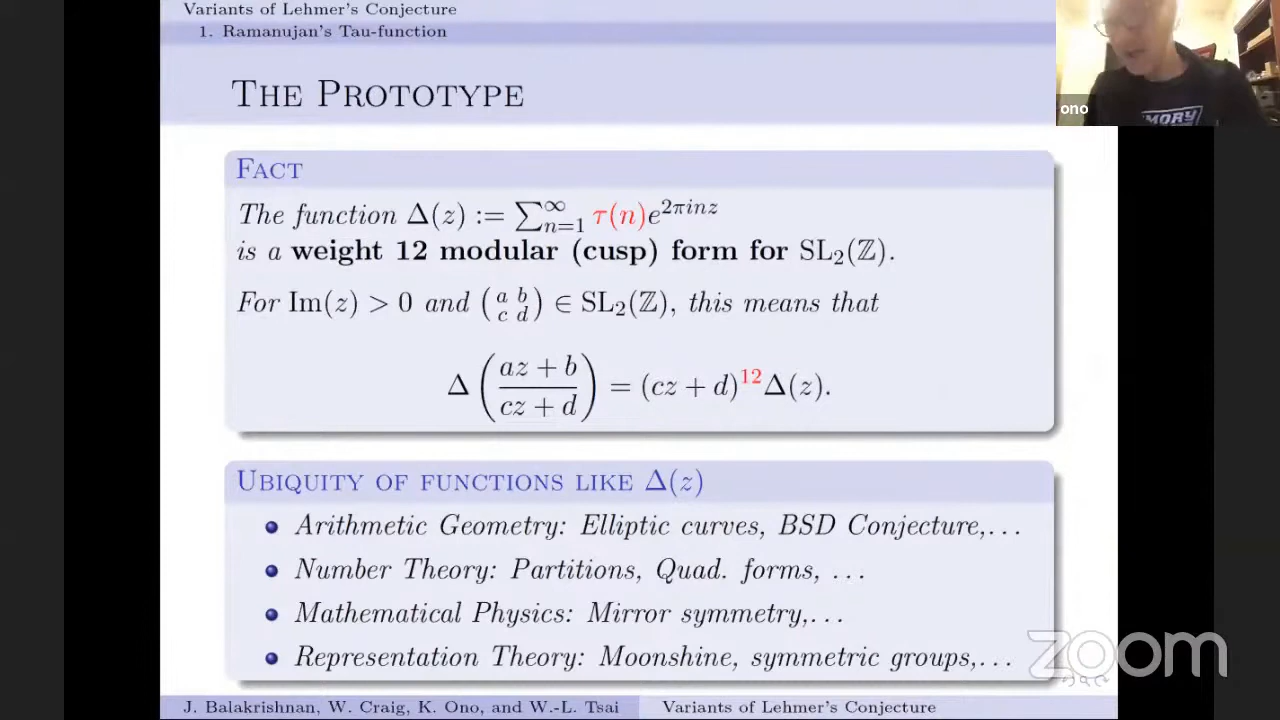 Variants of Lehmer's Conjecture
1. Ramanujan's Tau-function
THE PROTOTYPE
ono
FACT
The function Δ(z) := ∑_{n=1}^{∞} τ(n)e^{2πinz}
is a weight 12 modular (cusp) form for SL₂(ℤ).
For Im(z) > 0 and (a b; c d) ∈ SL₂(ℤ), this means that
Δ((az + b)/(cz + d)) = (cz + d)^{12}Δ(z).
UBIQUITY OF FUNCTIONS LIKE Δ(z)
Arithmetic Geometry: Elliptic curves, BSD Conjecture,...
Number Theory: Partitions, Quad. forms, ...
Mathematical Physics: Mirror symmetry,...
Representation Theory: Moonshine, symmetric groups,...
zoom
J. Balakrishnan, W. Craig, K. Ono, and W.-L. Tsai Variants of Lehmer's Conjecture